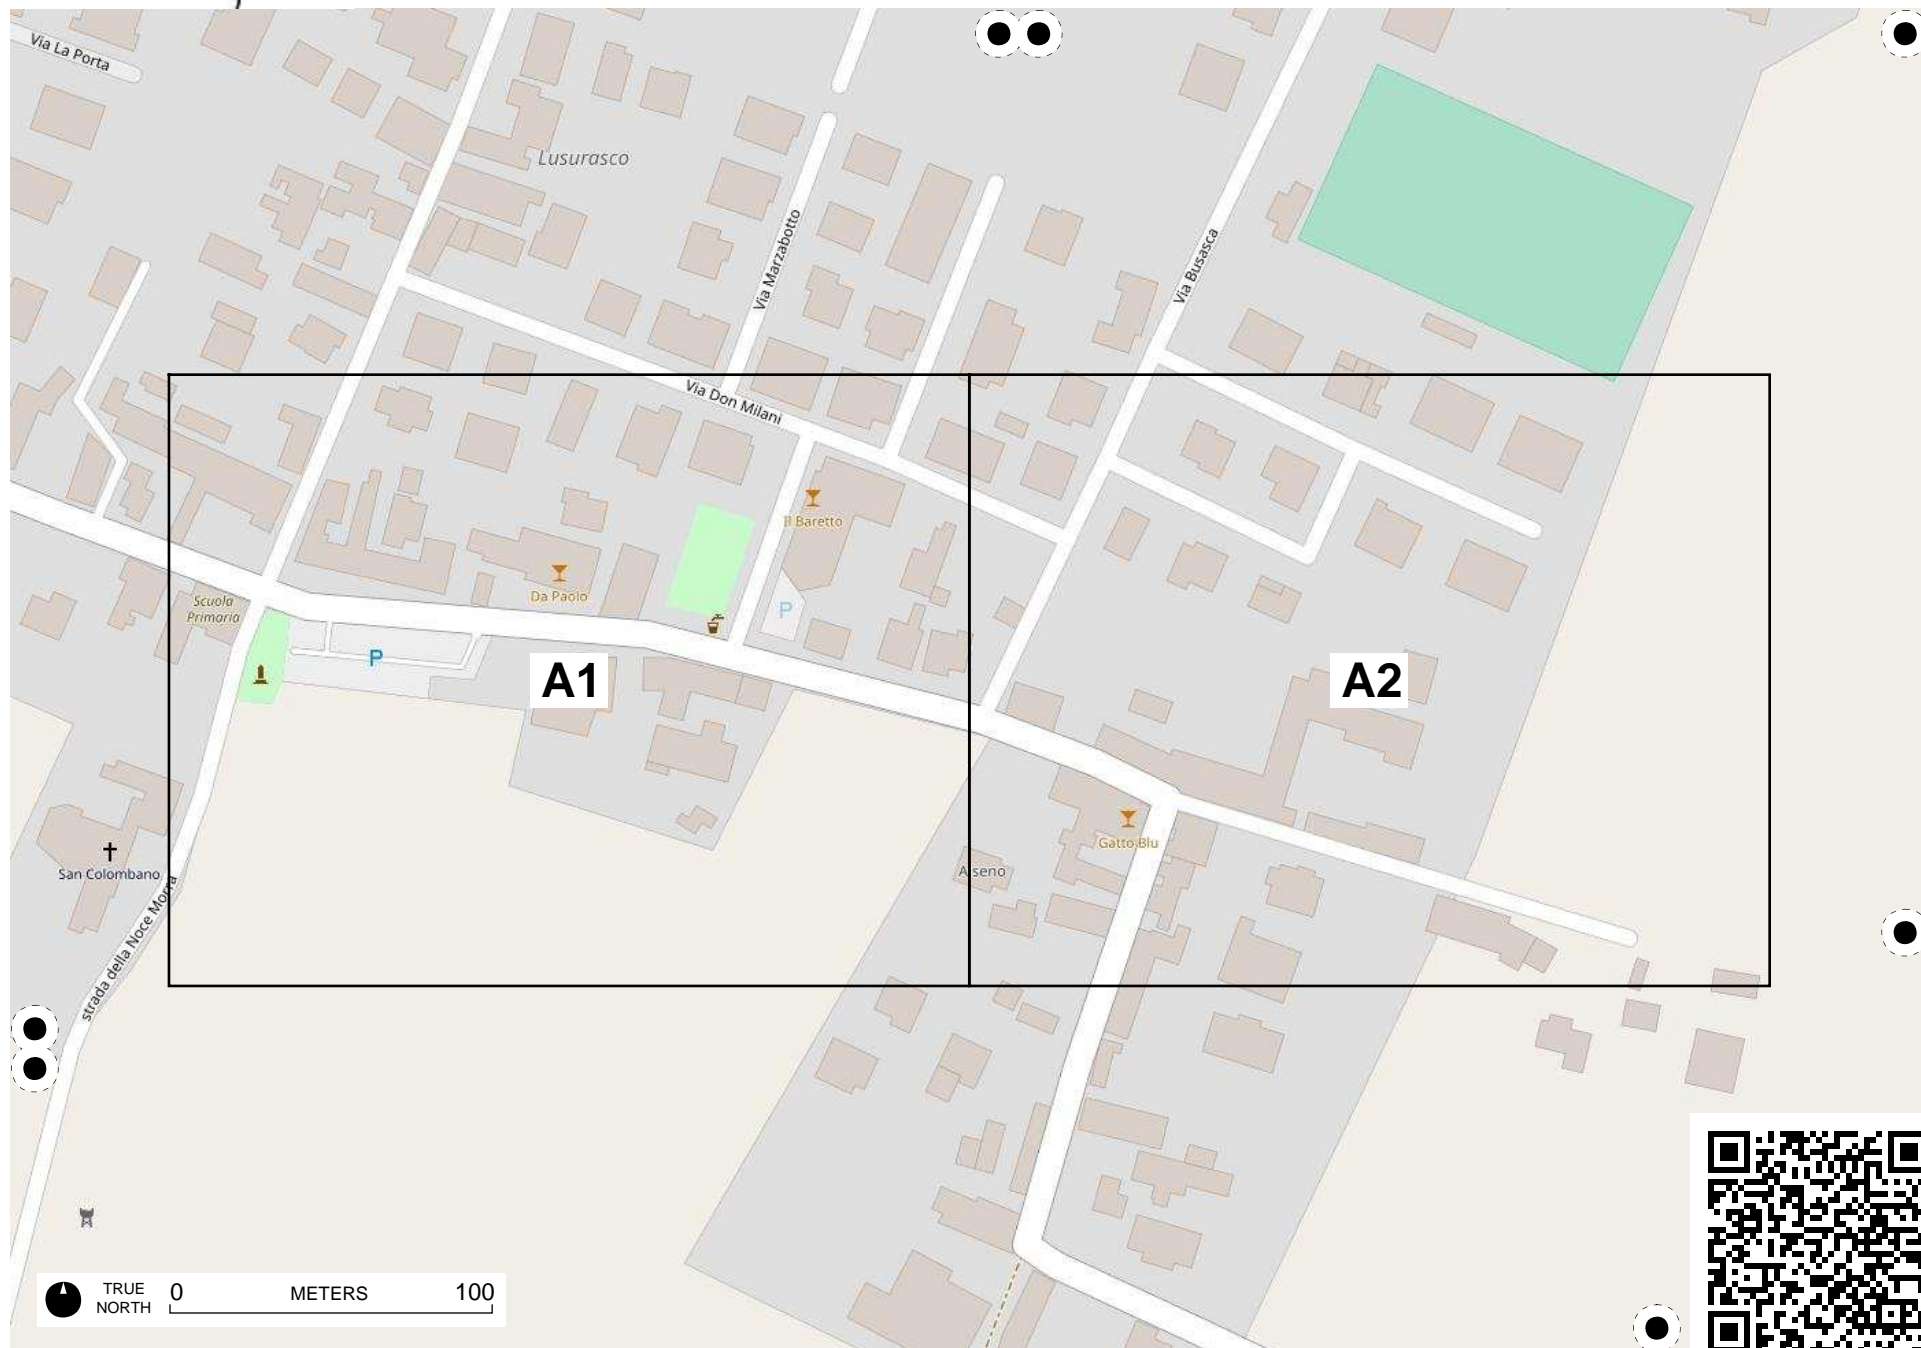 Via La Porta
Lusurasco
Via Marzabotto
Via Busasca
Via Don Milani
Il Baretto
Da Paolo
Scuola
Primaria
P
P
A1
A2
Gatto Blu
San Colombano
Alseno
strada della Noce Morra
TRUE
NORTH
0 METERS 100